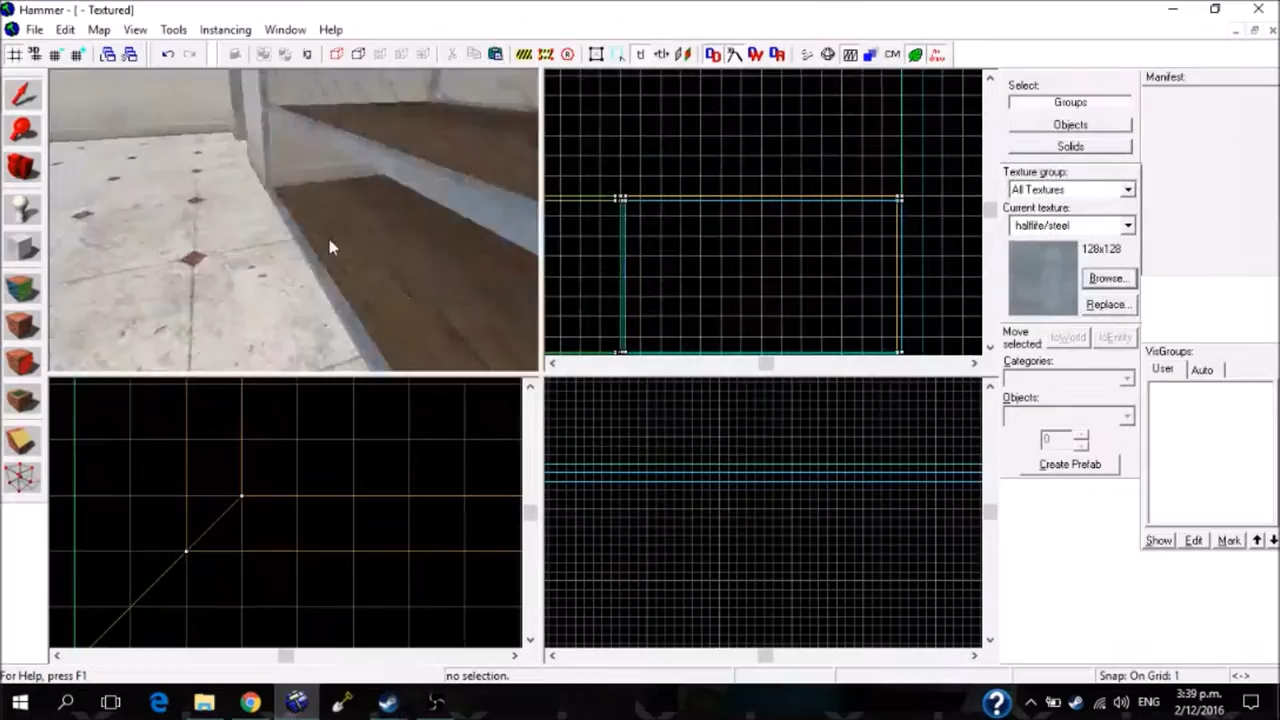 Hammer - [ - Textured]
File Edit Map View Tools Instancing Window Help
CM
Select:
Groups
Objects
Solids
Texture group:
All Textures
Current texture:
halflife/steel
128x128
Browse...
Replace...
Move
selected:
toWorld toEntity
Categories:
Objects:
0
Create Prefab
Manifest:
VisGroups:
User Auto
Show Edit Mark
For Help, press F1
no selection.
Snap: On Grid: 1
<->
ENG
3:39 p.m.
2/12/2016